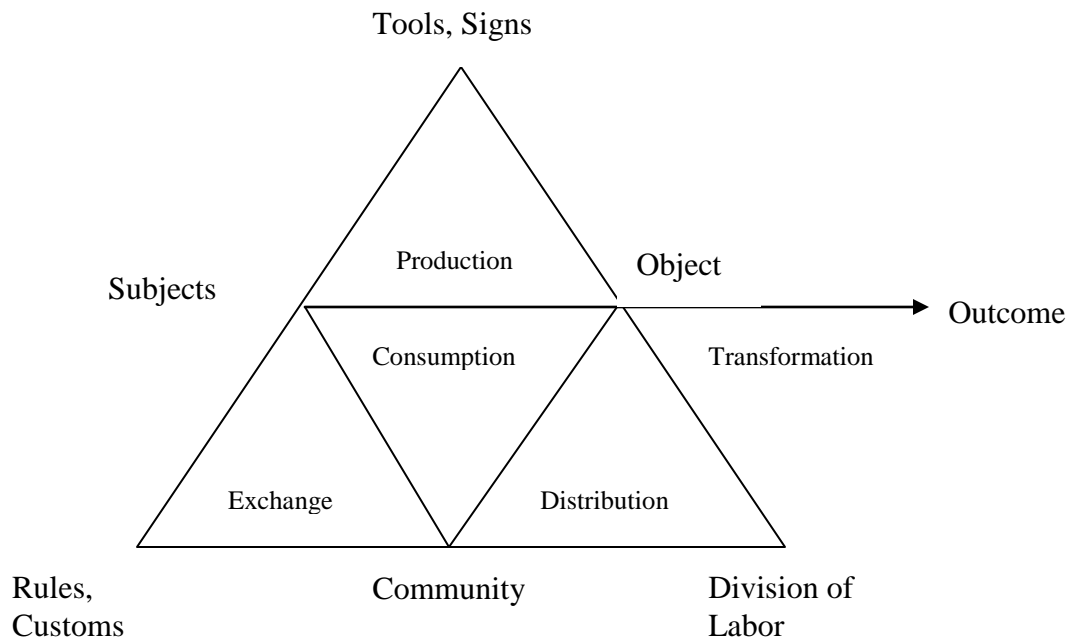 Tools, Signs
Production
Object
Subjects
Outcome
Consumption
Transformation
Exchange
Distribution
Rules,
Customs
Community
Division of
Labor